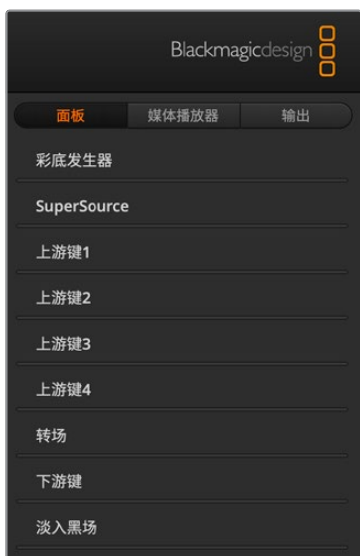 Blackmagicdesign
面板 媒体播放器 输出
彩底发生器
SuperSource
上游键1
上游键2
上游键3
上游键4
转场
下游键
淡入黑场